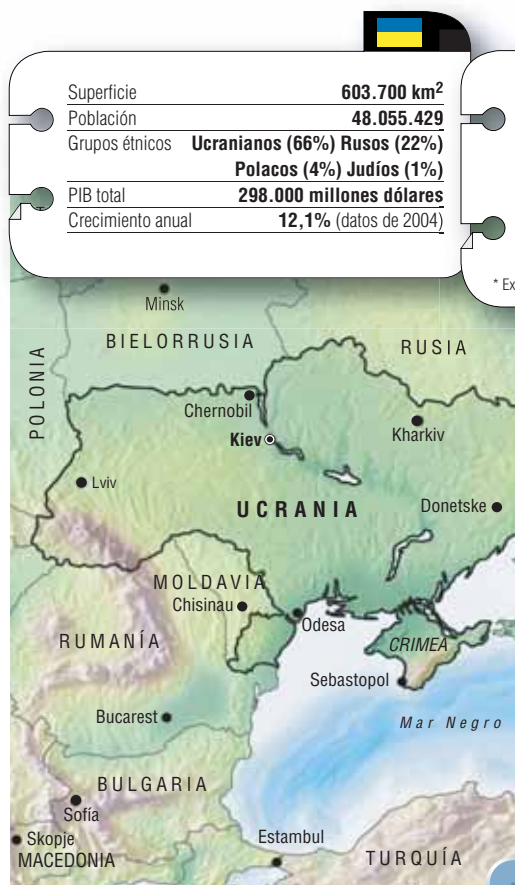 Superficie 603.700 km²
Población 48.055.429
Grupos étnicos Ucranianos (66%) Rusos (22%)
Polacos (4%) Judíos (1%)
PIB total 298.000 millones dólares
Crecimiento anual 12,1% (datos de 2004)
* Ex
Minsk
BIELORRUSIA
RUSIA
POLONIA
Chernobil
Kiev
Kharkiv
Lviv
UCRANIA
Donetske
MOLDAVIA
Chisinau
Odesa
RUMANÍA
CRIMEA
Sebastopol
Bucarest
Mar Negro
BULGARIA
Sofía
Skopje
Estambul
MACEDONIA
TURQUÍA